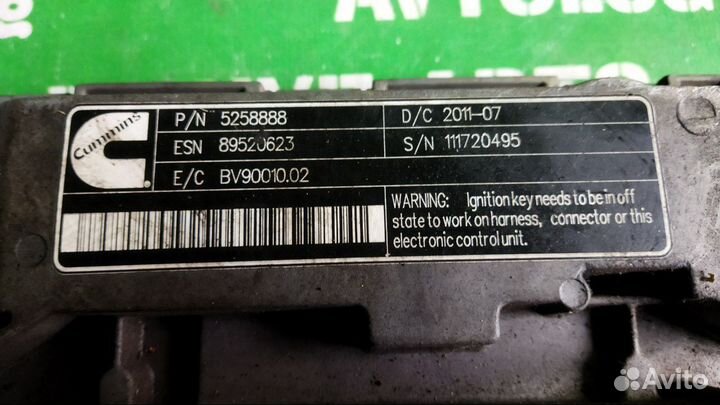 Cummins
P/N 5258888
D/C 2011-07
ESN 89520623
S/N 111720495
E/C BV90010.02
WARNING: Ignition key needs to be in off
state to work on harness, connector or this
electronic control unit.
Avito